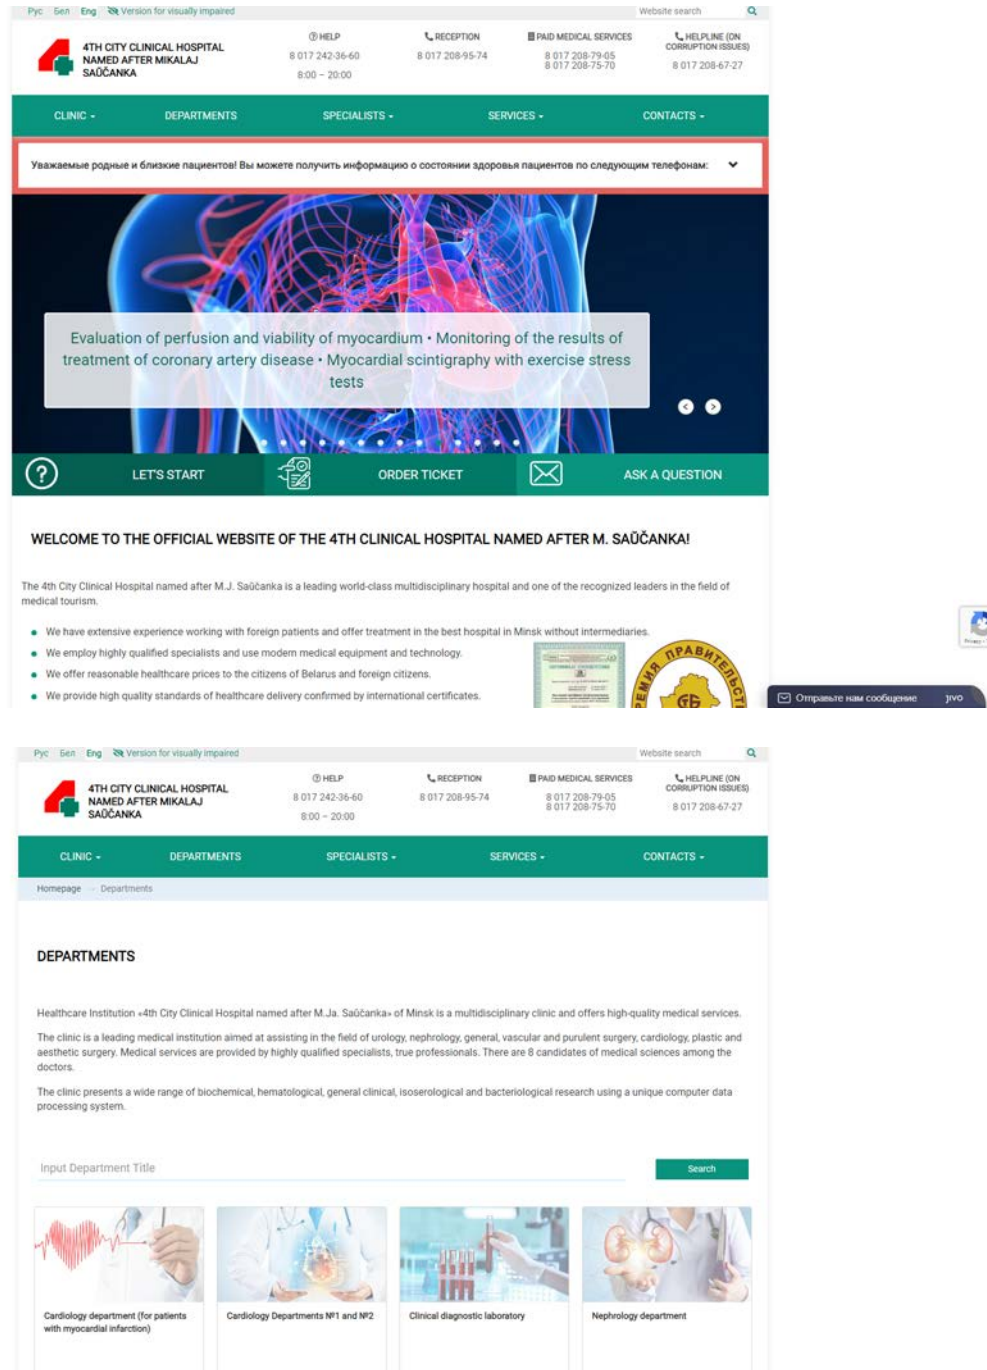 Рус Бел Eng Version for visually impaired Website search
4TH CITY CLINICAL HOSPITAL
NAMED AFTER MIKALAJ
SAŬČANKA
HELP
8 017 242-36-60
8:00 – 20:00
RECEPTION
8 017 208-95-74
PAID MEDICAL SERVICES
8 017 208-79-05
8 017 208-75-70
HELPLINE (ON
CORRUPTION ISSUES)
8 017 208-67-27
CLINIC DEPARTMENTS SPECIALISTS SERVICES CONTACTS
Уважаемые родные и близкие пациентов! Вы можете получить информацию о состоянии здоровья пациентов по следующим телефонам:
Evaluation of perfusion and viability of myocardium • Monitoring of the results of
treatment of coronary artery disease • Myocardial scintigraphy with exercise stress
tests
LET'S START ORDER TICKET ASK A QUESTION
WELCOME TO THE OFFICIAL WEBSITE OF THE 4TH CLINICAL HOSPITAL NAMED AFTER M. SAŬČANKA!
The 4th City Clinical Hospital named after M.J. Saŭčanka is a leading world-class multidisciplinary hospital and one of the recognized leaders in the field of
medical tourism.
We have extensive experience working with foreign patients and offer treatment in the best hospital in Minsk without intermediaries.
We employ highly qualified specialists and use modern medical equipment and technology.
We offer reasonable healthcare prices to the citizens of Belarus and foreign citizens.
We provide high quality standards of healthcare delivery confirmed by international certificates.
Отправьте нам сообщение jivo
Рус Бел Eng Version for visually impaired Website search
4TH CITY CLINICAL HOSPITAL
NAMED AFTER MIKALAJ
SAŬČANKA
HELP
8 017 242-36-60
8:00 – 20:00
RECEPTION
8 017 208-95-74
PAID MEDICAL SERVICES
8 017 208-79-05
8 017 208-75-70
HELPLINE (ON
CORRUPTION ISSUES)
8 017 208-67-27
CLINIC DEPARTMENTS SPECIALISTS SERVICES CONTACTS
Homepage → Departments
DEPARTMENTS
Healthcare Institution «4th City Clinical Hospital named after M.Ja. Saŭčanka» of Minsk is a multidisciplinary clinic and offers high-quality medical services.
The clinic is a leading medical institution aimed at assisting in the field of urology, nephrology, general, vascular and purulent surgery, cardiology, plastic and
aesthetic surgery. Medical services are provided by highly qualified specialists, true professionals. There are 8 candidates of medical sciences among the
doctors.
The clinic presents a wide range of biochemical, hematological, general clinical, isoserological and bacteriological research using a unique computer data
processing system.
Input Department Title Search
Cardiology department (for patients
with myocardial infarction)
Cardiology Departments №1 and №2
Clinical diagnostic laboratory
Nephrology department